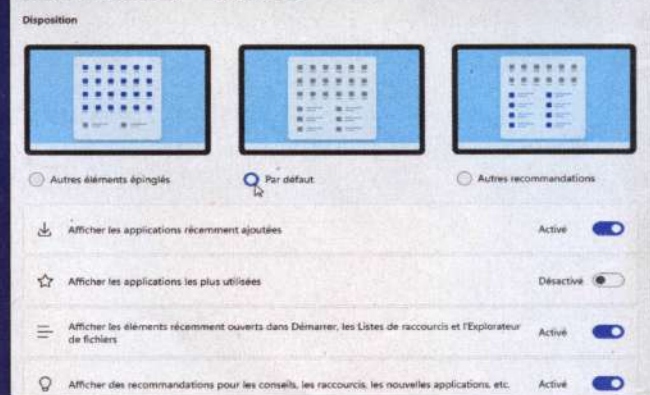 Disposition
Autres éléments épinglés
Par défaut
Autres recommandations
Afficher les applications récemment ajoutées
Activé
Afficher les applications les plus utilisées
Désactivé
Afficher les éléments récemment ouverts dans Démarrer, les Listes de raccourcis et l'Explorateur
de fichiers
Activé
Afficher des recommandations pour les conseils, les raccourcis, les nouvelles applications, etc.
Activé